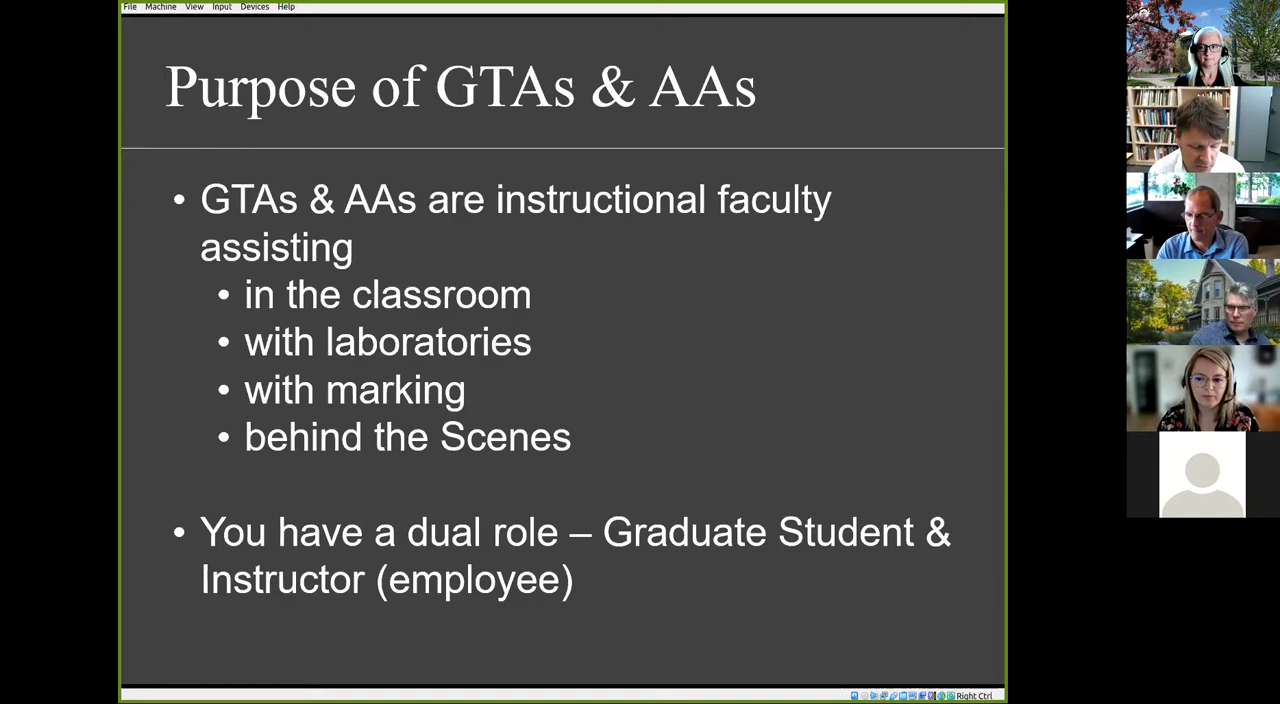 File Machine View Input Devices Help
Purpose of GTAs & AAs
• GTAs & AAs are instructional faculty
assisting
• in the classroom
• with laboratories
• with marking
• behind the Scenes
• You have a dual role – Graduate Student &
Instructor (employee)
Right Ctrl